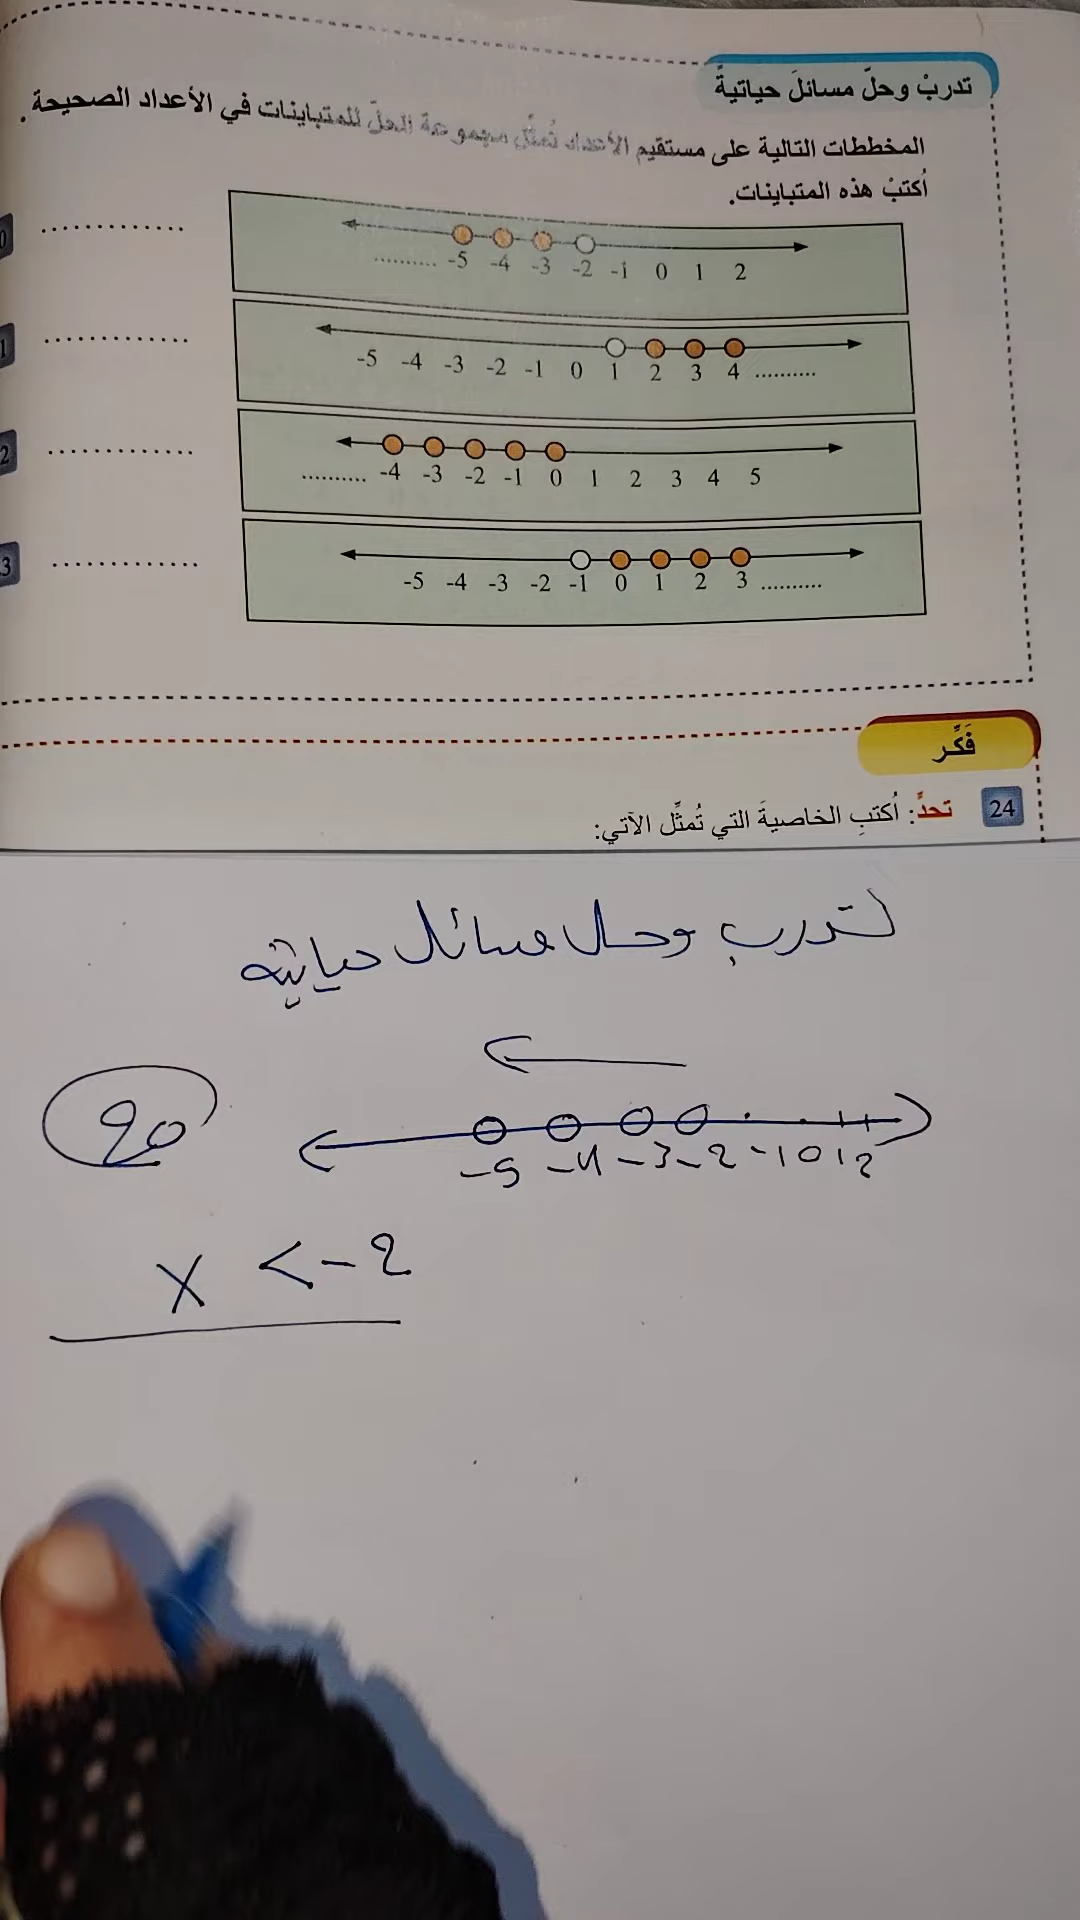 تدربْ وحلَّ مسائلَ حياتيةً
المخططات التالية على مستقيم الأعداد تُمثِّل مجموعة الحلّ للمتباينات في الأعداد الصحيحة.
اُكتبْ هذه المتباينات.
0 ............. .......... -5 -4 -3 -2 -1 0 1 2
1 ............. -5 -4 -3 -2 -1 0 1 2 3 4 ..........
2 ............. .......... -4 -3 -2 -1 0 1 2 3 4 5
3 ............. -5 -4 -3 -2 -1 0 1 2 3 ..........
فَكِّر
24 تحدٍّ: اُكتبِ الخاصيةَ التي تُمثِّل الآتي:
تدرب وحل مسائل حياتيه
20
-5 -4 -3 -2 -1 0 1 2
x < -2